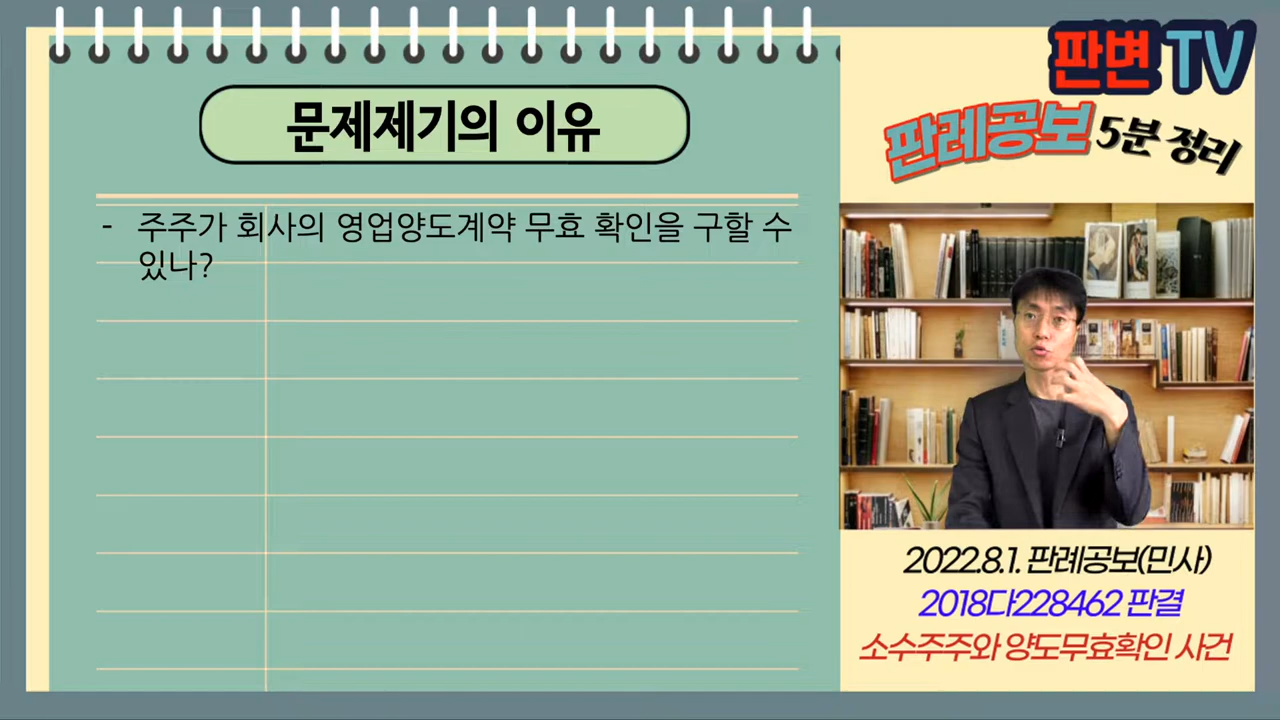 문제제기의 이유
- 주주가 회사의 영업양도계약 무효 확인을 구할 수
있나?
판변 TV
판례공보 5분 정리
2022.8.1. 판례공보(민사)
2018다228462 판결
소수주주와 양도무효확인 사건